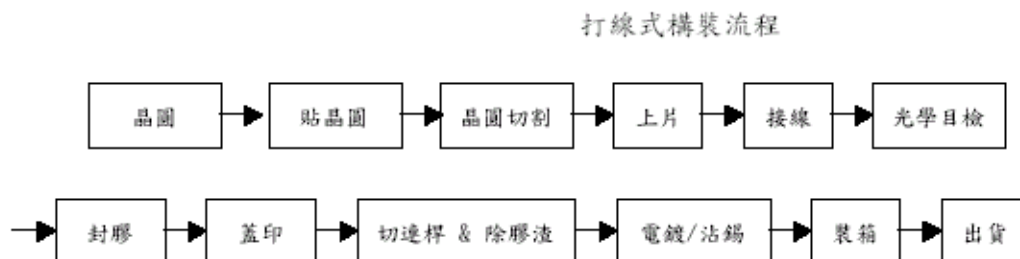 打線式構裝流程
晶圓 貼晶圓 晶圓切割 上片 接線 光學目檢
封膠 蓋印 切連桿 & 除膠渣 電鍍/沾錫 裝箱 出貨